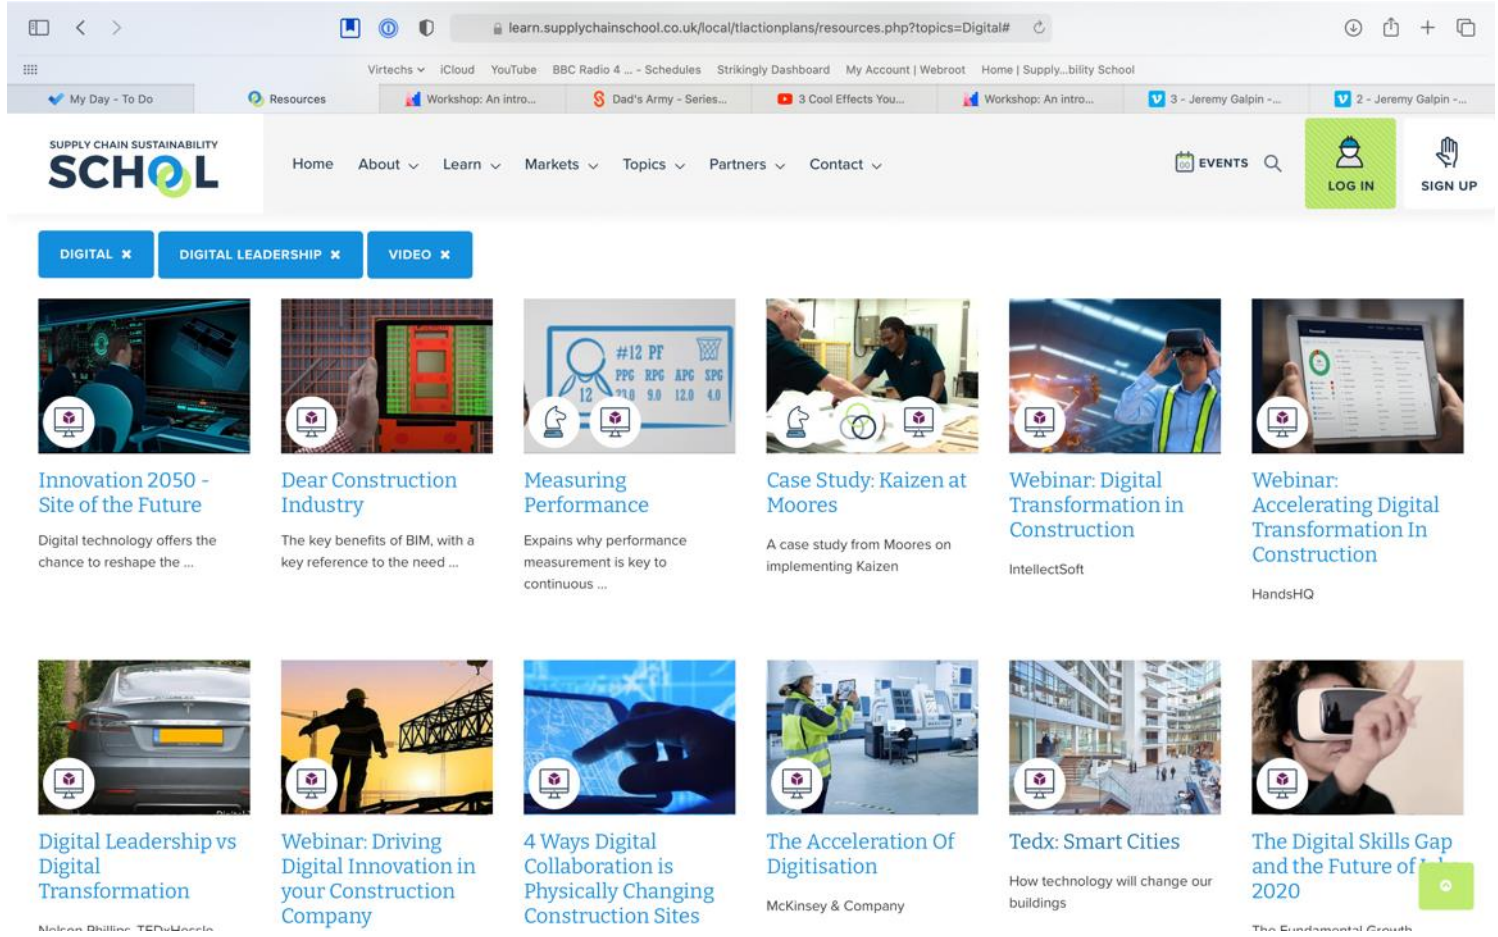 learn.supplychainschool.co.uk/local/tlactionplans/resources.php?topics=Digital#
Virtechs iCloud YouTube BBC Radio 4 ... - Schedules Strikingly Dashboard My Account | Webroot Home | Supply...bility School
My Day – To Do Resources Workshop: An intro... Dad's Army – Series... 3 Cool Effects You... Workshop: An intro... 3 - Jeremy Galpin -... 2 - Jeremy Galpin -...
SUPPLY CHAIN SUSTAINABILITY
SCHOOL
Home About Learn Markets Topics Partners Contact
EVENTS
LOG IN
SIGN UP
DIGITAL × DIGITAL LEADERSHIP × VIDEO ×
#12 PF
PPG RPG APG SPG
12 23.0 9.0 12.0 4.0
Innovation 2050 -
Site of the Future
Digital technology offers the
chance to reshape the ...
Dear Construction
Industry
The key benefits of BIM, with a
key reference to the need ...
Measuring
Performance
Expains why performance
measurement is key to
continuous ...
Case Study: Kaizen at
Moores
A case study from Moores on
implementing Kaizen
Webinar: Digital
Transformation in
Construction
IntellectSoft
Webinar:
Accelerating Digital
Transformation In
Construction
HandsHQ
Digital Leadership vs
Digital
Transformation
Nelson Phillips, TEDxHessle
Webinar: Driving
Digital Innovation in
your Construction
Company
4 Ways Digital
Collaboration is
Physically Changing
Construction Sites
The Acceleration Of
Digitisation
McKinsey & Company
Tedx: Smart Cities
How technology will change our
buildings
The Digital Skills Gap
and the Future of
2020
The Fundamental Growth